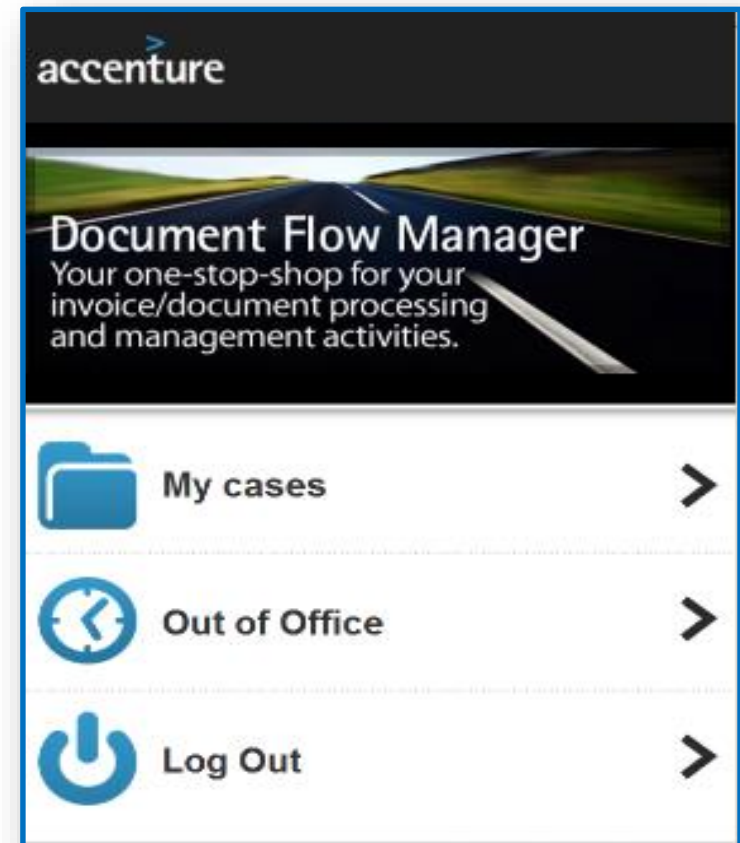 accenture
Document Flow Manager
Your one-stop-shop for your
invoice/document processing
and management activities.
My cases
Out of Office
Log Out